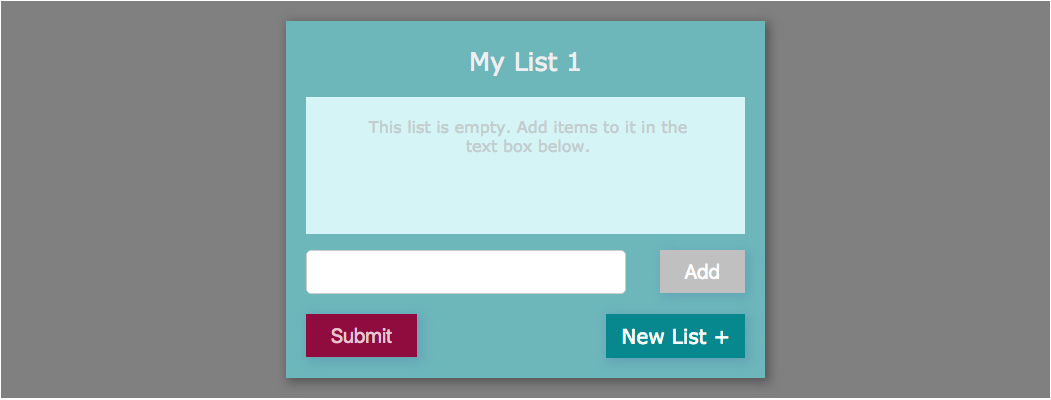 My List 1
This list is empty. Add items to it in the
text box below.
Add
Submit
New List +